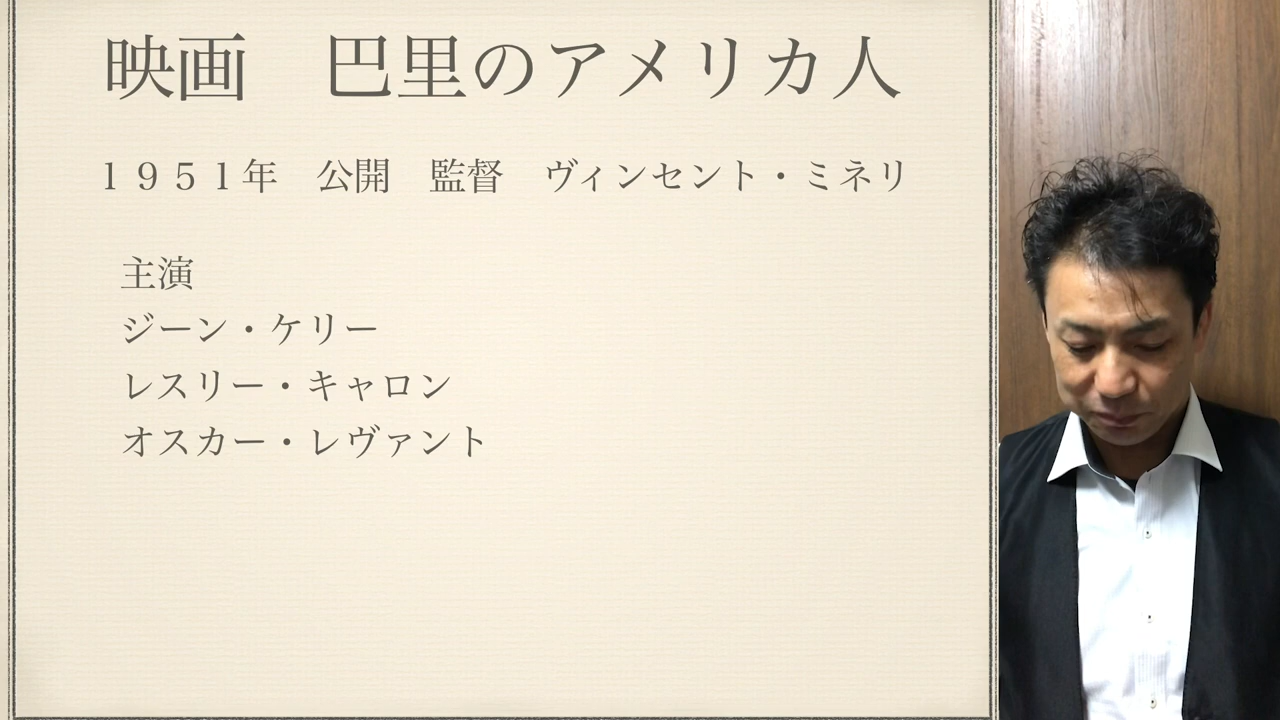 映画　巴里のアメリカ人
１９５１年　公開　監督　ヴィンセント・ミネリ
主演
ジーン・ケリー
レスリー・キャロン
オスカー・レヴァント